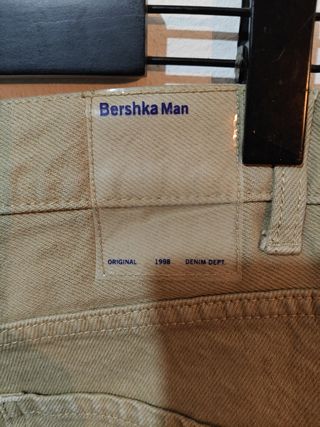 Bershka Man
ORIGINAL 1998 DENIM DEPT.